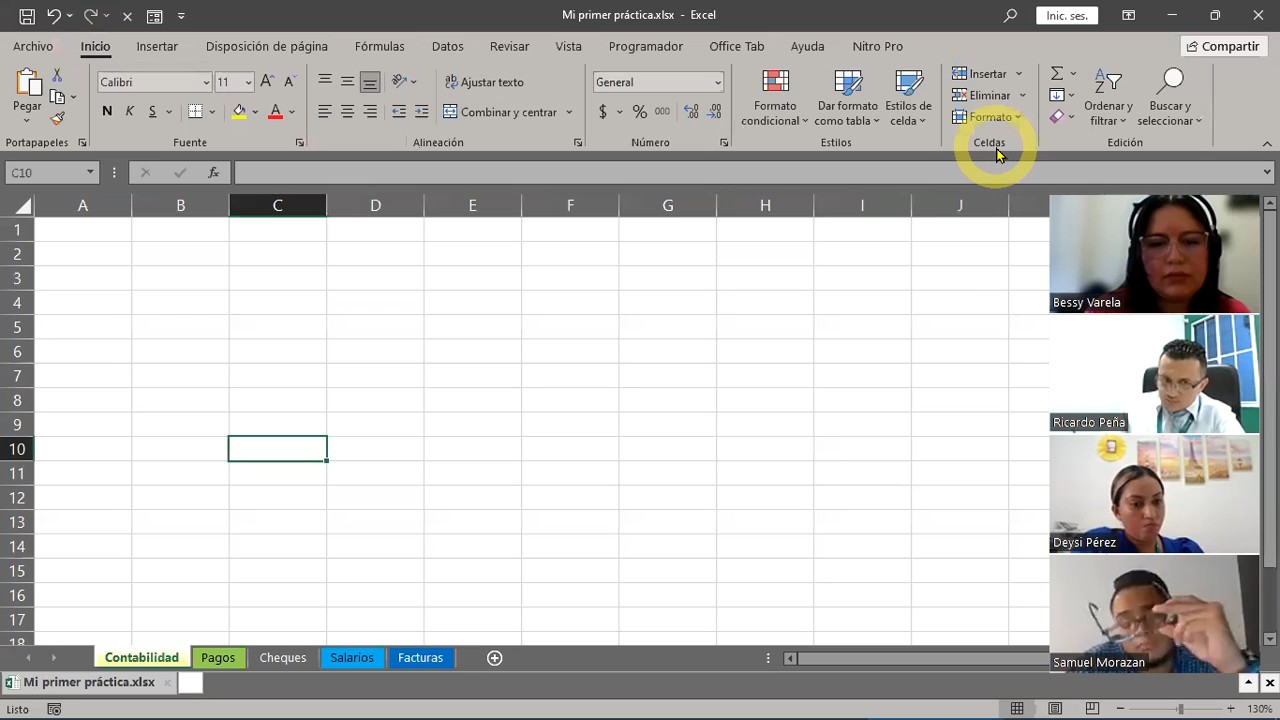 Mi primer práctica.xlsx - Excel
Inic. ses.
Archivo Inicio Insertar Disposición de página Fórmulas Datos Revisar Vista Programador Office Tab Ayuda Nitro Pro Compartir
Pegar
Portapapeles
Calibri 11
N K S
Fuente
Ajustar texto
Combinar y centrar
Alineación
General
$ % 000
Número
Formato condicional
Dar formato como tabla
Estilos de celda
Estilos
Insertar
Eliminar
Formato
Celdas
Ordenar y filtrar
Buscar y seleccionar
Edición
C10 fx
A B C D E F G H I J
1
2
3
4
5
6
7
8
9
10
11
12
13
14
15
16
17
18
Bessy Varela
Ricardo Peña
Deysi Pérez
Samuel Morazan
Contabilidad Pagos Cheques Salarios Facturas
Mi primer práctica.xlsx
Listo 130%